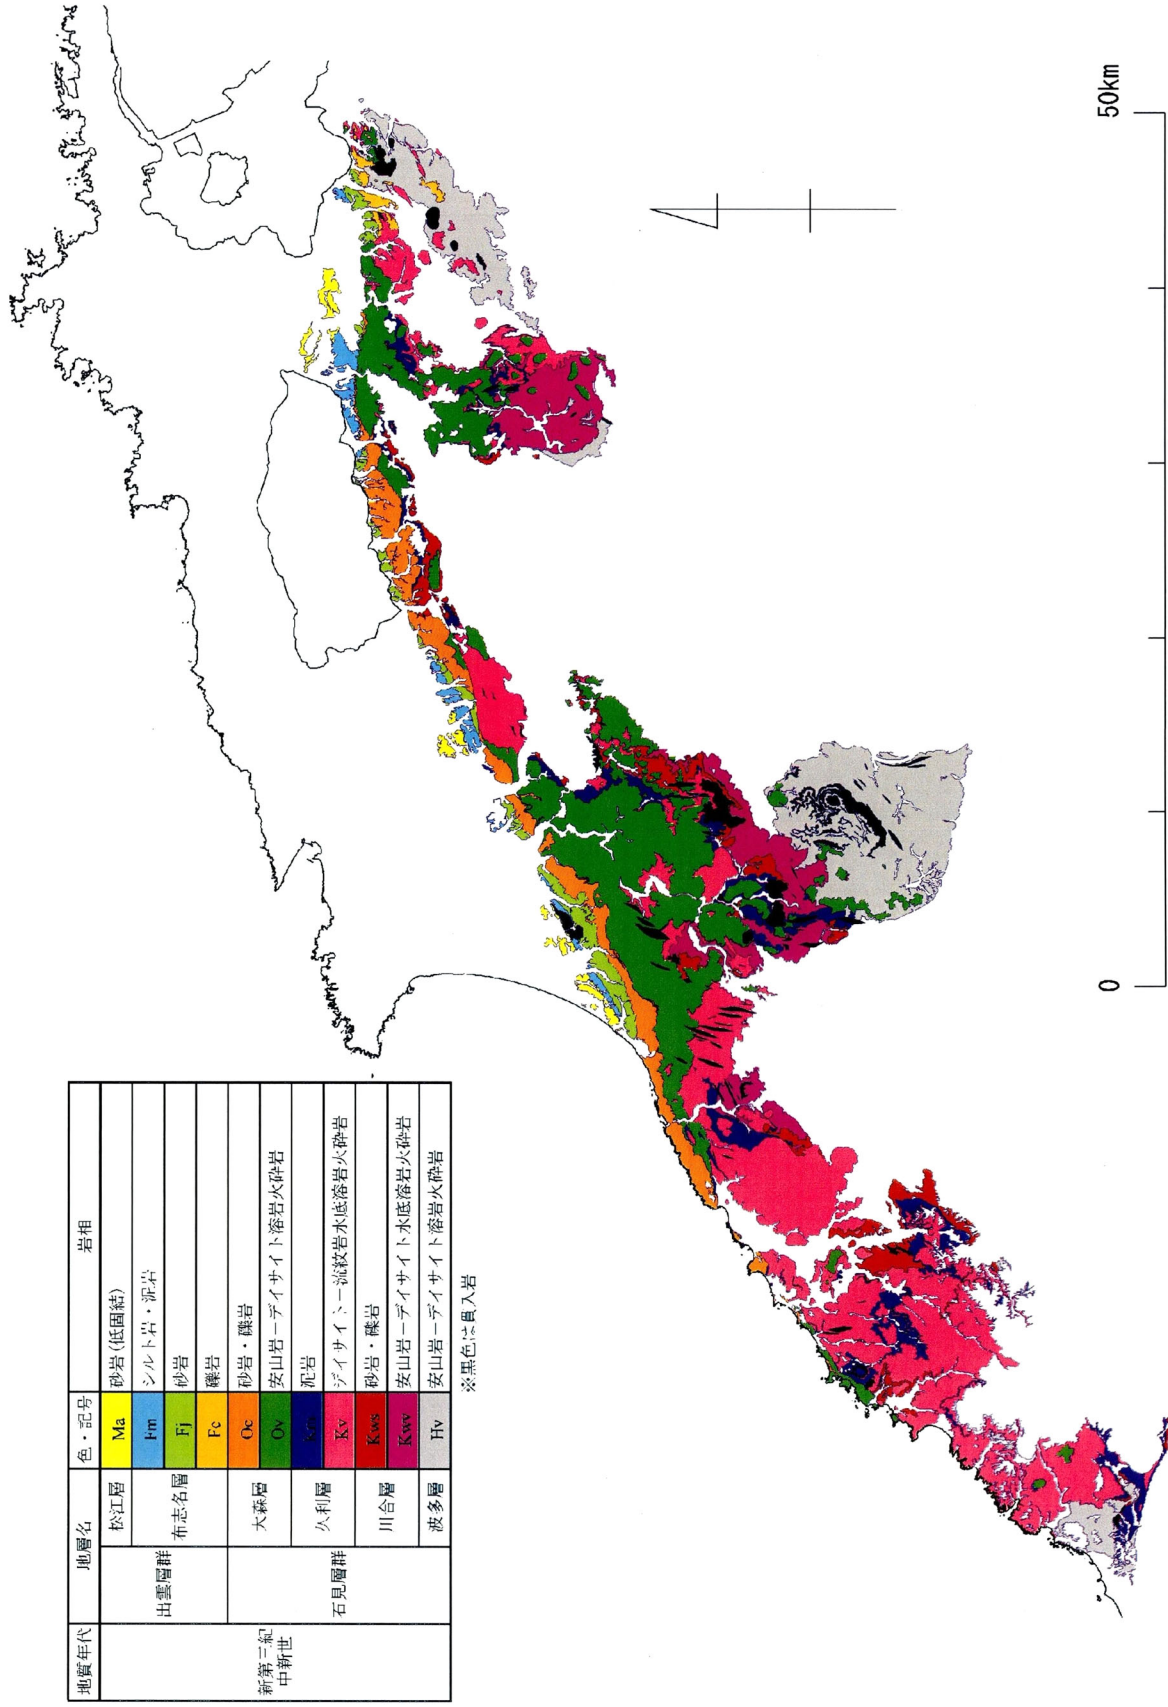 地質年代 地層名 色・記号 岩相
新第三紀
中新世
出雲層群 松江層 Ma 砂岩(低固結)
布志名層 Fm シルト岩・泥岩
Fj 砂岩
Fc 礫岩
石見層群 大森層 Oc 砂岩・礫岩
Ov 安山岩−デイサイト溶岩火砕岩
久利層 泥岩
Kv デイサイト−流紋岩水底溶岩火砕岩
川合層 Kws 砂岩・礫岩
Kwv 安山岩−デイサイト水底溶岩火砕岩
波多層 Hv 安山岩−デイサイト溶岩火砕岩
※黒色は貫入岩
0 50km